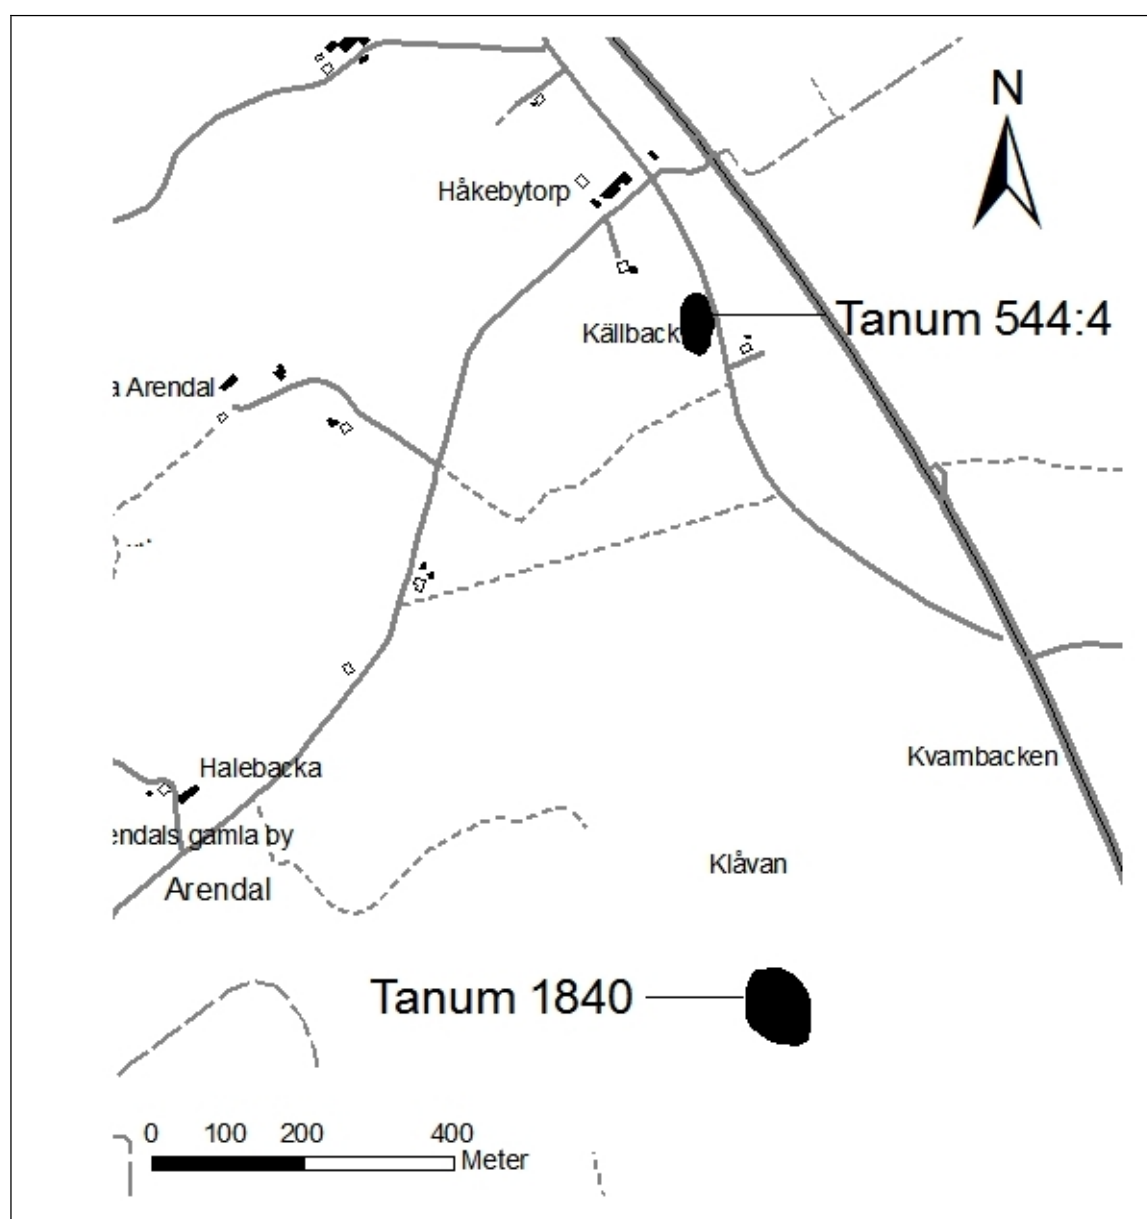 N
Håkebytorp
Tanum 544:4
Källback
a Arendal
Halebacka
Kvarnbacken
endals gamla by
Klåvan
Arendal
Tanum 1840
0 100 200 400
Meter